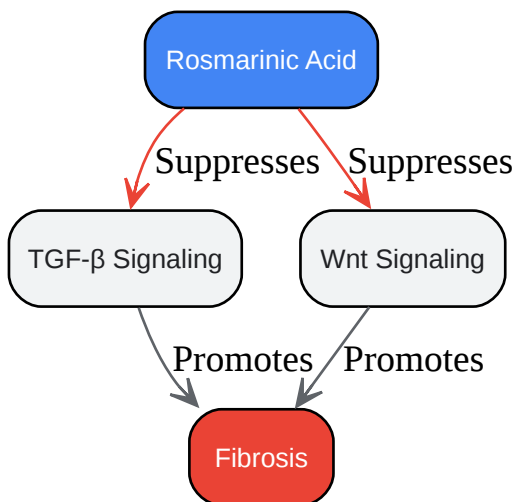 Rosmarinic Acid
Suppresses
Suppresses
TGF-β Signaling
Wnt Signaling
Promotes
Promotes
Fibrosis